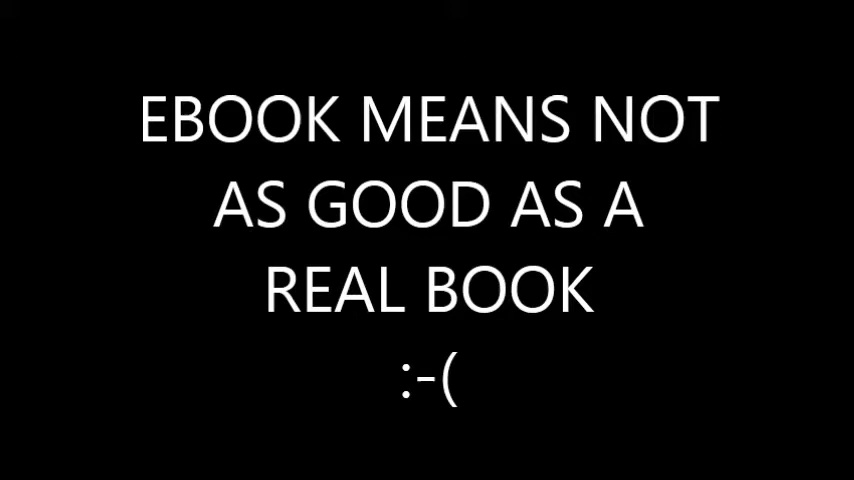 EBOOK MEANS NOT
AS GOOD AS A
REAL BOOK
:-(